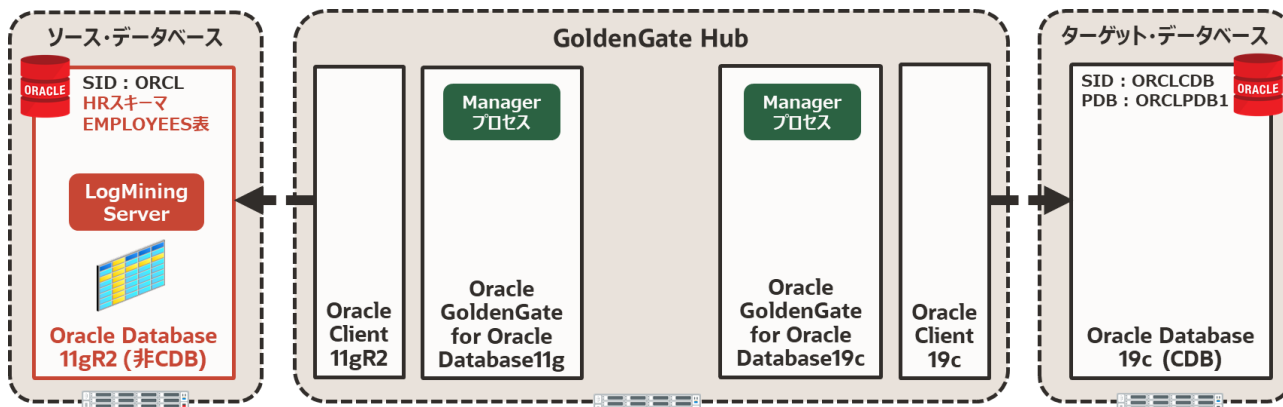 ソース・データベース
ORACLE
SID : ORCL
HRスキーマ
EMPLOYEES表
LogMining
Server
Oracle Database
11gR2 (非CDB)
GoldenGate Hub
Oracle
Client
11gR2
Manager
プロセス
Oracle
GoldenGate
for Oracle
Database11g
Manager
プロセス
Oracle
GoldenGate
for Oracle
Database19c
Oracle
Client
19c
ターゲット・データベース
SID : ORCLCDB
PDB : ORCLPDB1
ORACLE
Oracle Database
19c (CDB)